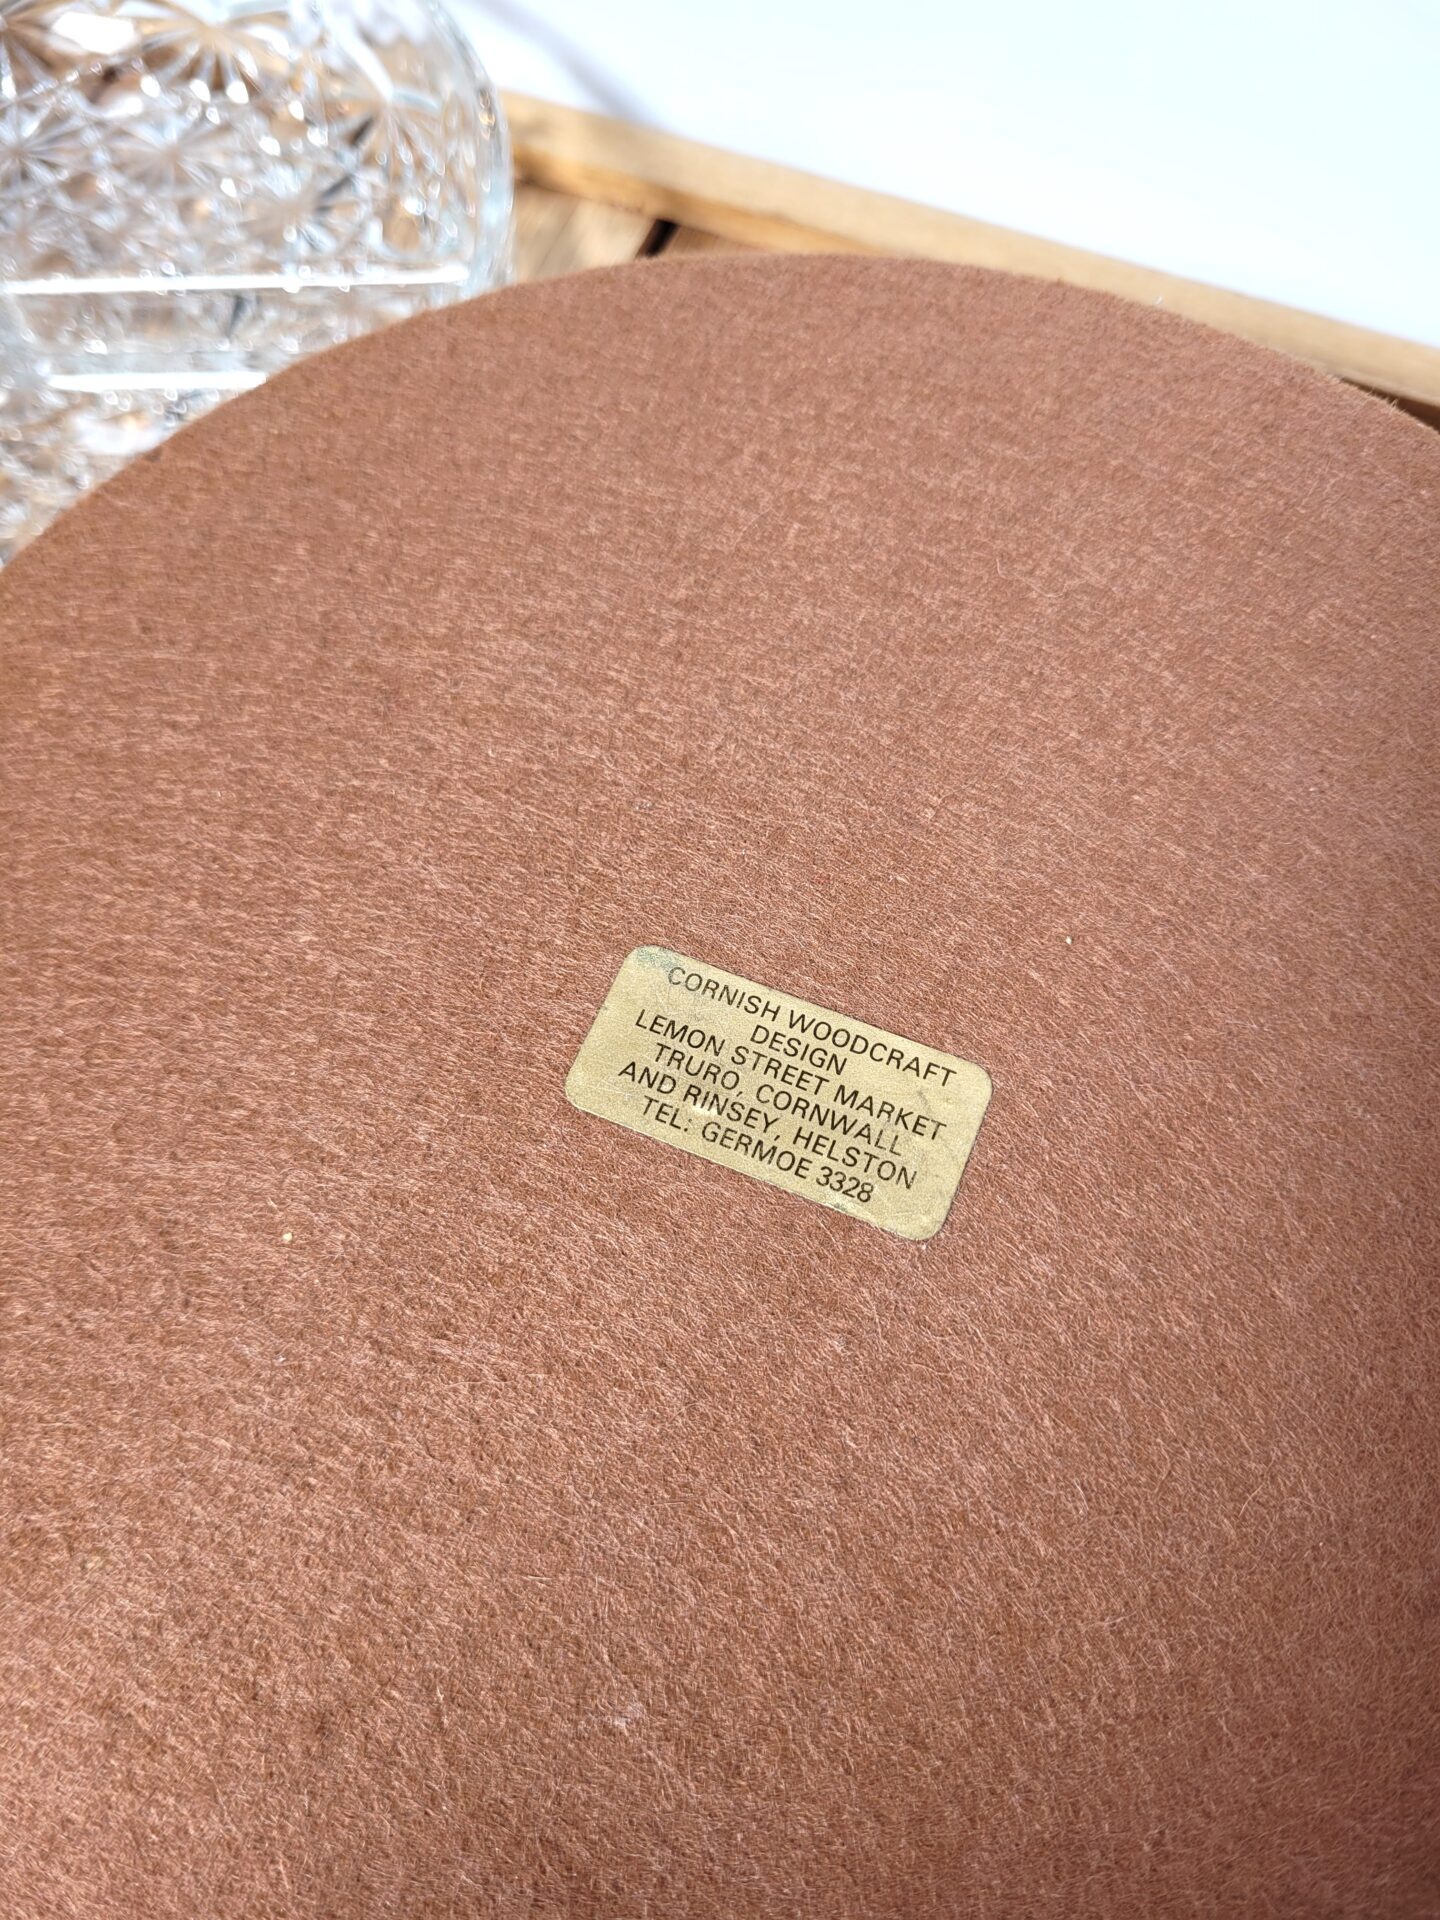 CORNISH WOODCRAFT
DESIGN
LEMON STREET MARKET
TRURO, CORNWALL
AND RINSEY, HELSTON
TEL: GERMOE 3328